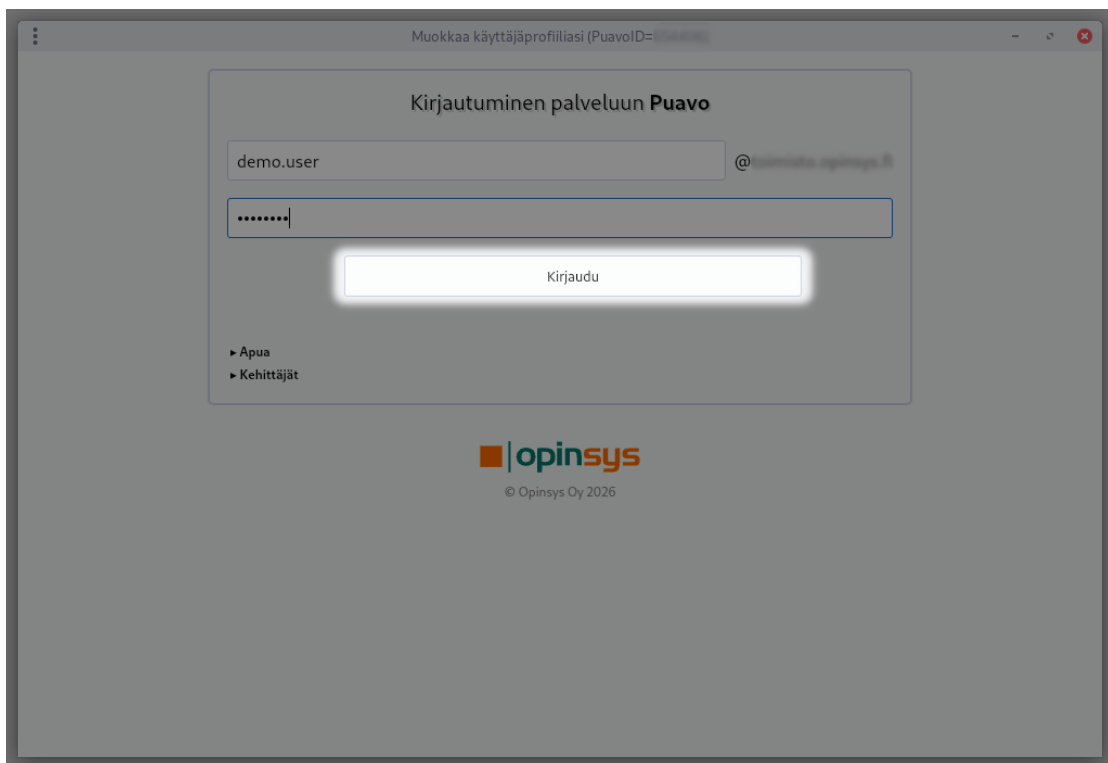 Muokkaa käyttäjäprofiiliasi (PuavoID=
Kirjautuminen palveluun Puavo
demo.user @
••••••••
Kirjaudu
▸ Apua
▸ Kehittäjät
opinsys
© Opinsys Oy 2026